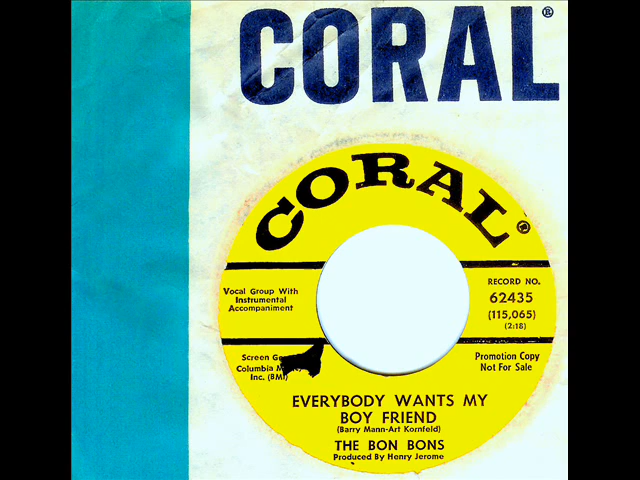 CORAL®
CORAL®
Vocal Group With
Instrumental
Accompaniment
RECORD NO.
62435
(115,065)
(2:18)
Screen
Columbia
Inc. (BMI)
Promotion Copy
Not For Sale
EVERYBODY WANTS MY
BOY FRIEND
(Barry Mann-Art Kornfeld)
THE BON BONS
Produced By Henry Jerome